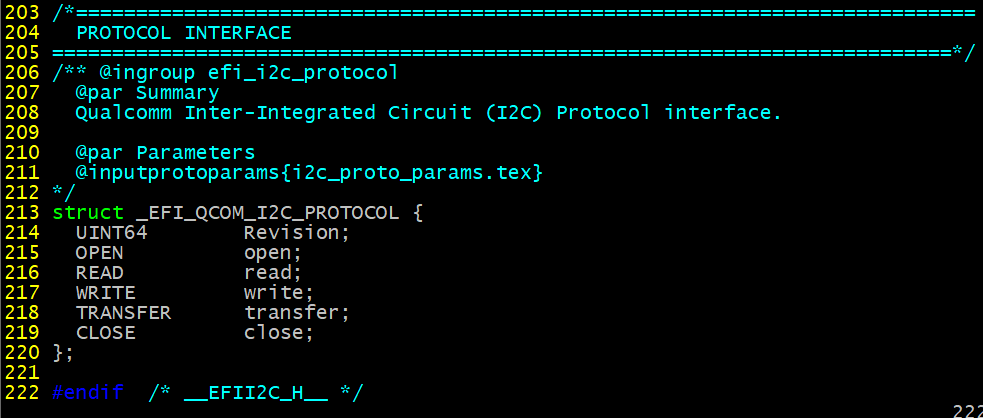 203 /*===========================================================================
204   PROTOCOL INTERFACE
205 ===========================================================================*/
206 /** @ingroup efi_i2c_protocol
207   @par Summary
208   Qualcomm Inter-Integrated Circuit (I2C) Protocol interface.
209
210   @par Parameters
211   @inputprotoparams{i2c_proto_params.tex}
212 */
213 struct _EFI_QCOM_I2C_PROTOCOL {
214   UINT64        Revision;
215   OPEN          open;
216   READ          read;
217   WRITE         write;
218   TRANSFER      transfer;
219   CLOSE         close;
220 };
221
222 #endif  /* __EFII2C_H__ */
222